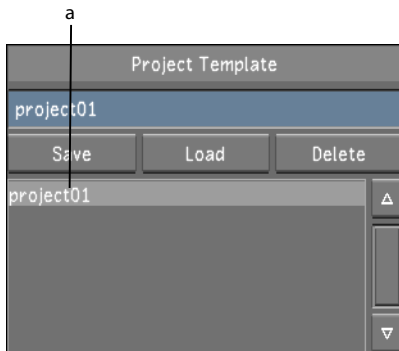 a
Project Template
project01
Save Load Delete
project01